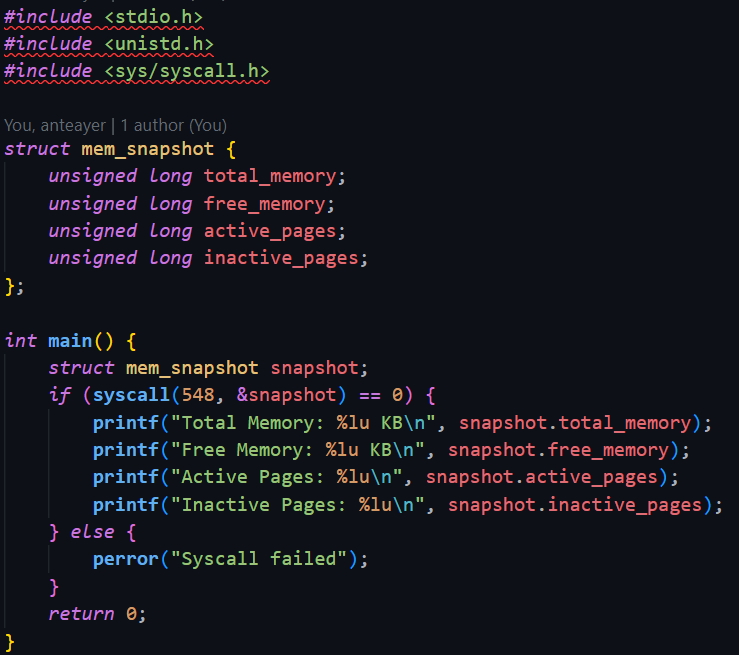 #include <stdio.h>
#include <unistd.h>
#include <sys/syscall.h>

You, anteayer | 1 author (You)
struct mem_snapshot {
    unsigned long total_memory;
    unsigned long free_memory;
    unsigned long active_pages;
    unsigned long inactive_pages;
};

int main() {
    struct mem_snapshot snapshot;
    if (syscall(548, &snapshot) == 0) {
        printf("Total Memory: %lu KB\n", snapshot.total_memory);
        printf("Free Memory: %lu KB\n", snapshot.free_memory);
        printf("Active Pages: %lu\n", snapshot.active_pages);
        printf("Inactive Pages: %lu\n", snapshot.inactive_pages);
    } else {
        perror("Syscall failed");
    }
    return 0;
}